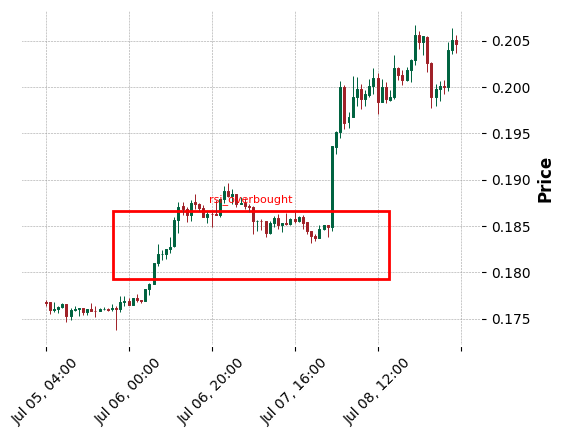 0.205
0.200
0.195
rsi_overbought
0.190
0.185
0.180
0.175
Price
Jul 05, 04:00
Jul 06, 00:00
Jul 06, 20:00
Jul 07, 16:00
Jul 08, 12:00